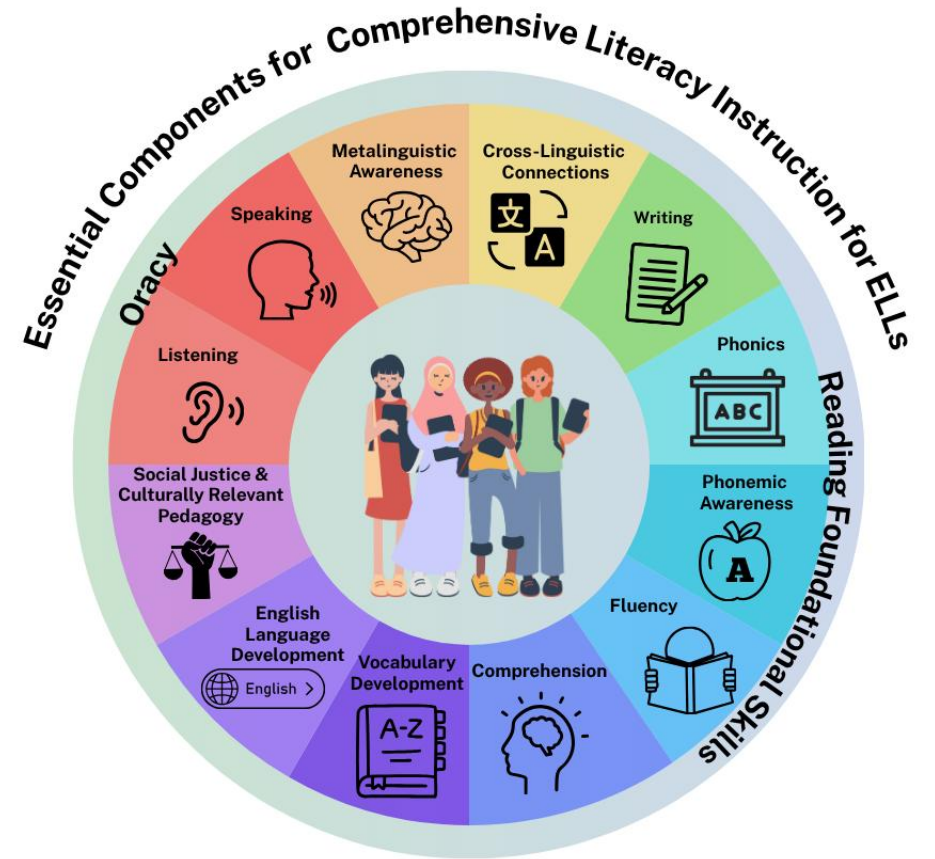 Essential Components for Comprehensive Literacy Instruction for ELLs
Oracy
Reading Foundational Skills
Metalinguistic
Awareness
Cross-Linguistic
Connections
文
A
Writing
Phonics
ABC
Phonemic
Awareness
A
Fluency
Comprehension
Vocabulary
Development
A-Z
English
Language
Development
English >
Social Justice &
Culturally Relevant
Pedagogy
Listening
Speaking